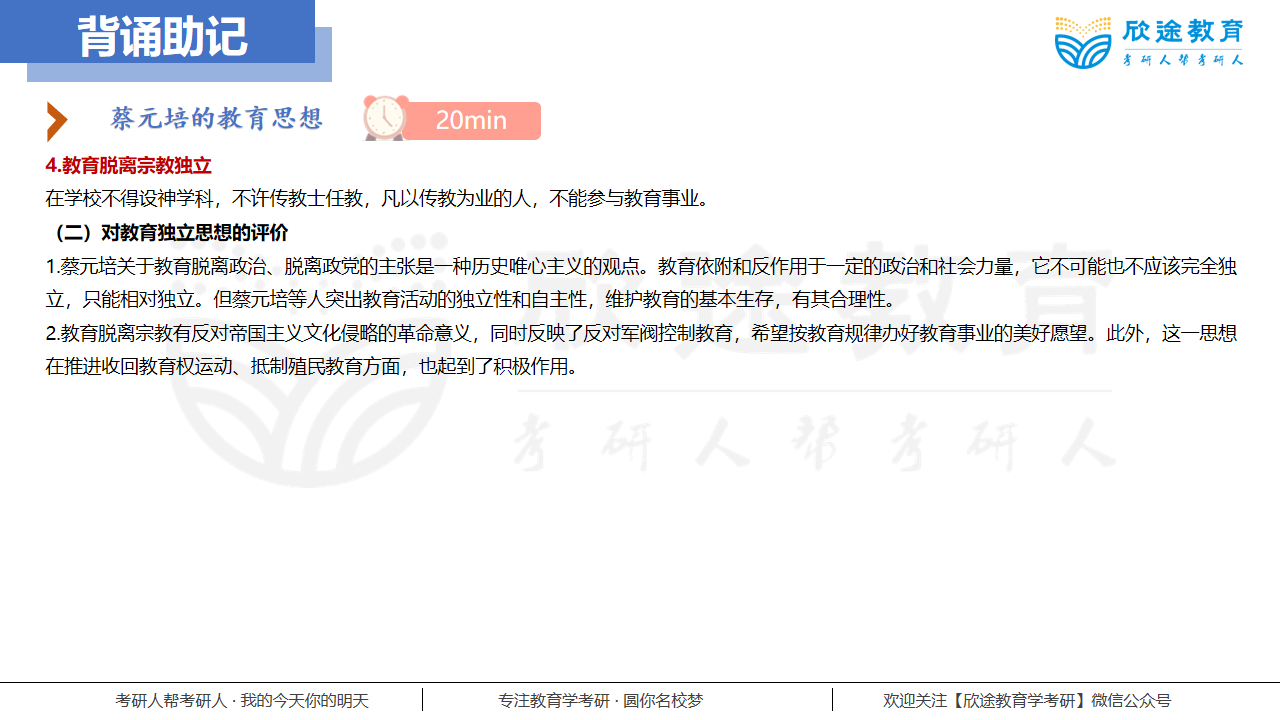 背诵助记
欣途教育
考研人帮考研人
蔡元培的教育思想
20min
4.教育脱离宗教独立
在学校不得设神学科，不许传教士任教，凡以传教为业的人，不能参与教育事业。
（二）对教育独立思想的评价
1.蔡元培关于教育脱离政治、脱离政党的主张是一种历史唯心主义的观点。教育依附和反作用于一定的政治和社会力量，它不可能也不应该完全独
立，只能相对独立。但蔡元培等人突出教育活动的独立性和自主性，维护教育的基本生存，有其合理性。
2.教育脱离宗教有反对帝国主义文化侵略的革命意义，同时反映了反对军阀控制教育，希望按教育规律办好教育事业的美好愿望。此外，这一思想
在推进收回教育权运动、抵制殖民教育方面，也起到了积极作用。
欣途教育
考研人帮考研人
考研人帮考研人 · 我的今天你的明天
专注教育学考研 · 圆你名校梦
欢迎关注【欣途教育学考研】微信公众号